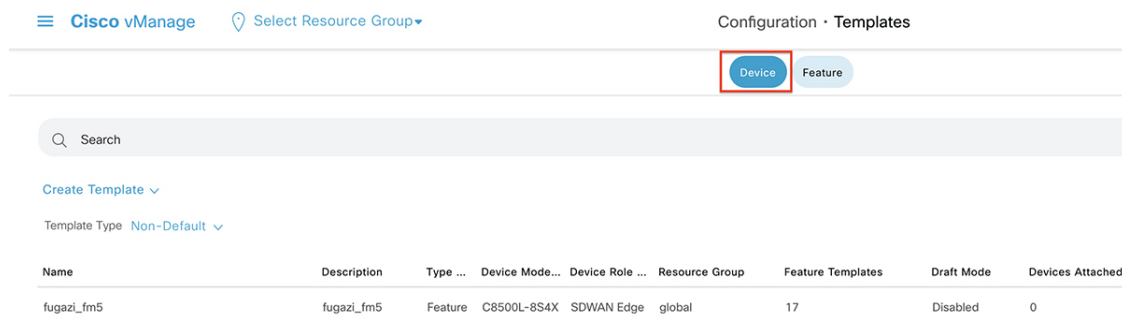 Cisco vManage Select Resource Group Configuration · Templates
Device Feature
Search
Create Template
Template Type Non-Default
Name Description Type ... Device Mode... Device Role ... Resource Group Feature Templates Draft Mode Devices Attached
fugazi_fm5 fugazi_fm5 Feature C8500L-8S4X SDWAN Edge global 17 Disabled 0